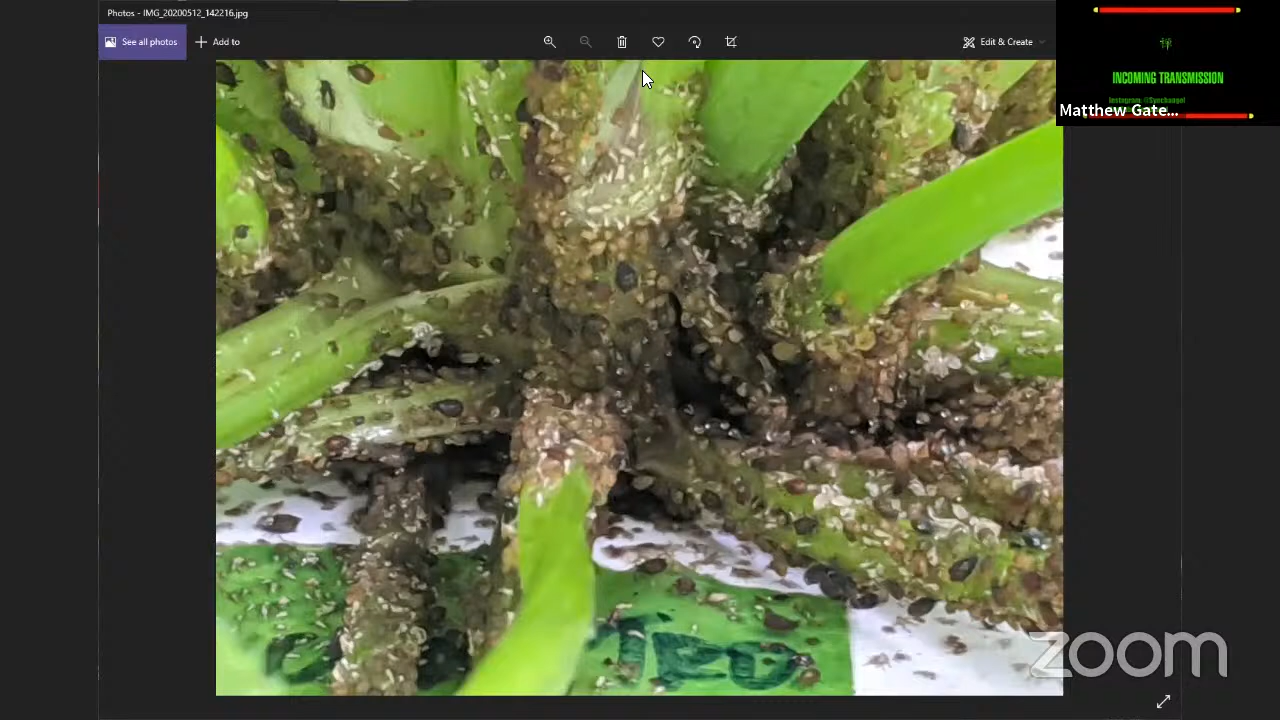 Photos - IMG_20200512_142216.jpg
See all photos
Add to
Edit & Create
INCOMING TRANSMISSION
Matthew Gate...
zoom